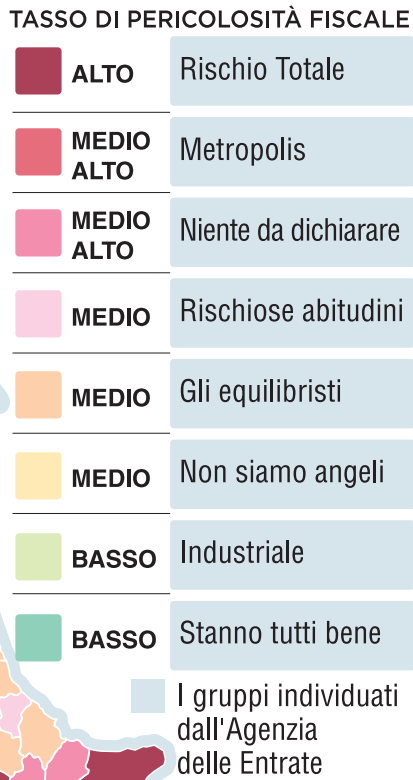 TASSO DI PERICOLOSITÀ FISCALE
ALTO Rischio Totale
MEDIO ALTO Metropolis
MEDIO ALTO Niente da dichiarare
MEDIO Rischiose abitudini
MEDIO Gli equilibristi
MEDIO Non siamo angeli
BASSO Industriale
BASSO Stanno tutti bene
I gruppi individuati
dall'Agenzia
delle Entrate